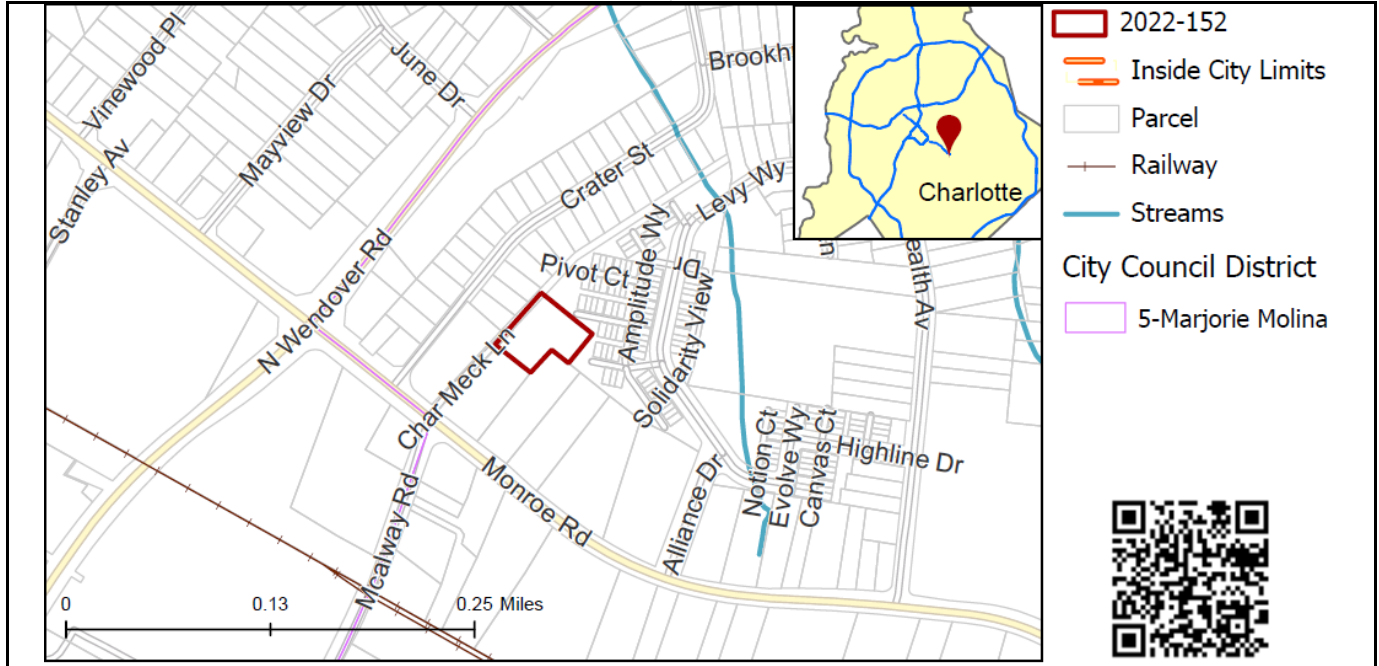 Vinewood Pl
June Dr
Mayview Dr
Stanley Av
Crater St
Levy Wy
N Wendover Rd
Pivot Ct
Dr
Amplitude Wy
Solidarity View
Char Meck Ln
Monroe Rd
Mcalway Rd
Alliance Dr
Notion Ct
Evolve Wy
Canvas Ct
Highline Dr
0
0.13
0.25 Miles
Charlotte
2022-152
Inside City Limits
Parcel
Railway
Streams
City Council District
5-Marjorie Molina